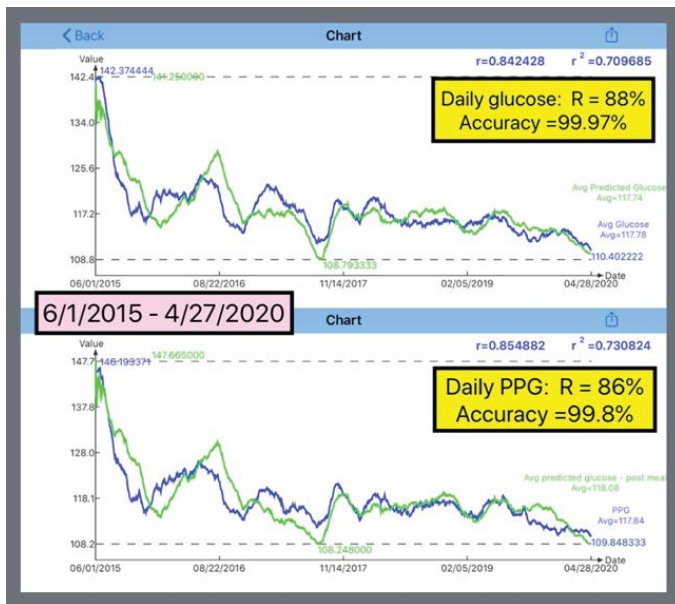 Back
Chart
Value
r=0.842428 r²=0.709685
142.374444
142.4
141.250000
Daily glucose: R = 88%
Accuracy =99.97%
134.0
125.6
Avg Predicted Glucose
Avg=117.74
117.2
Avg Glucose
Avg=117.78
110.402222
108.8
108.793333
Date
06/01/2015 08/22/2016 11/14/2017 02/05/2019 04/28/2020
6/1/2015 - 4/27/2020
Chart
Value
r=0.854882 r²=0.730824
147.665000
147.7
146.193371
Daily PPG: R = 86%
Accuracy =99.8%
137.8
128.0
Avg predicted glucose - post meal
Avg=118.08
118.1
PPG
Avg=117.84
109.848333
108.2
108.248000
Date
06/01/2015 08/22/2016 11/14/2017 02/05/2019 04/28/2020